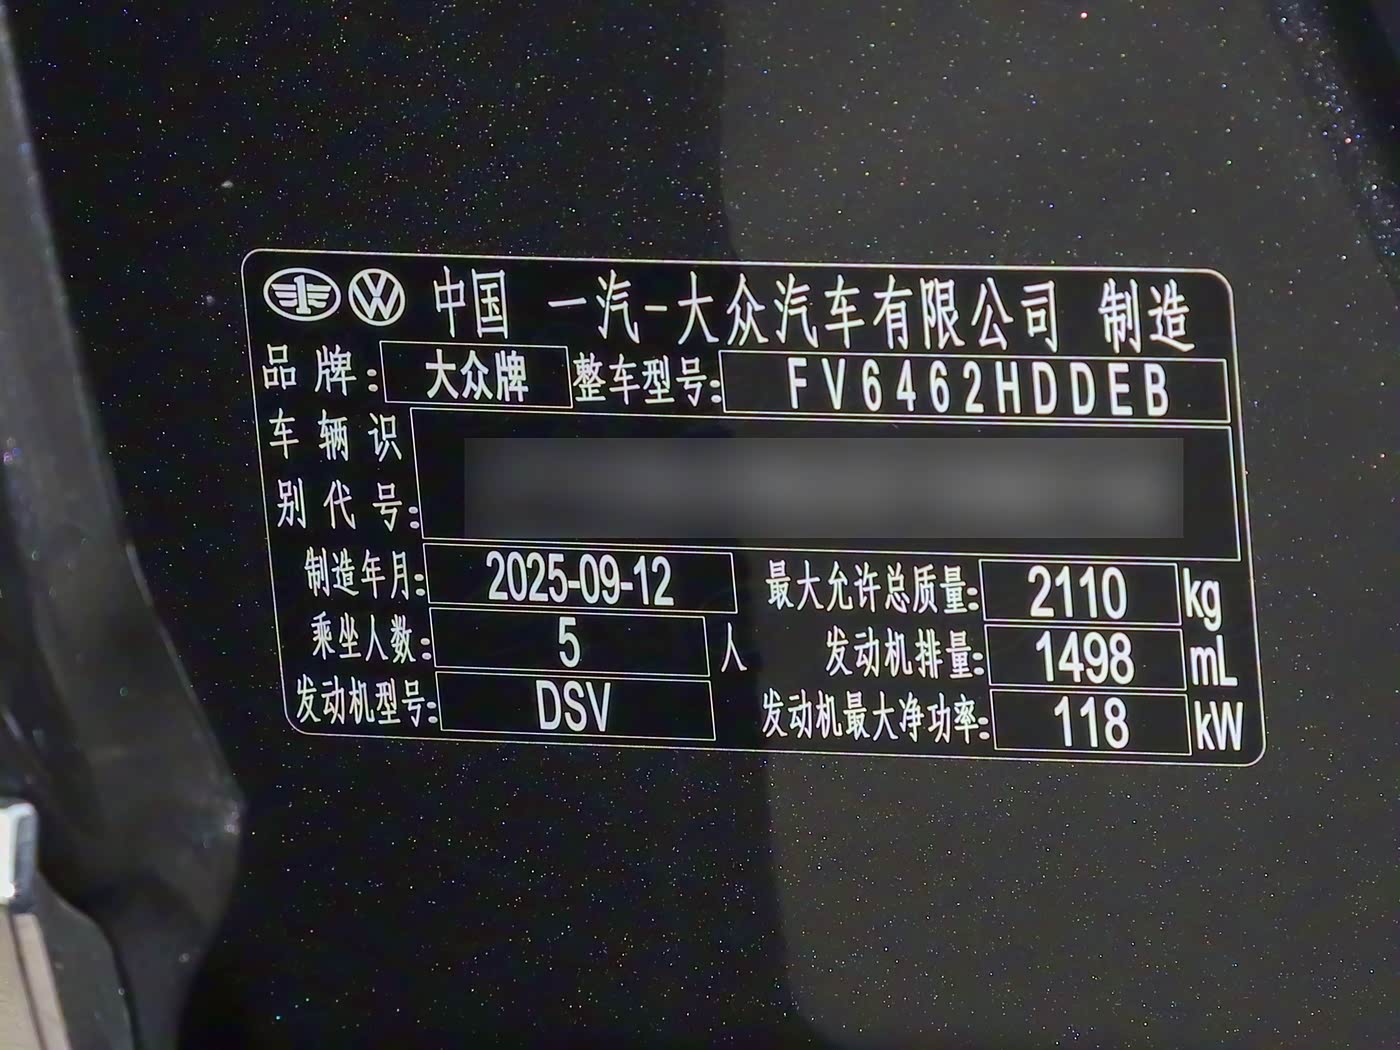 中国 一汽-大众汽车有限公司 制造
品牌: 大众牌 整车型号: FV6462HDDEB
车辆识
别代号:
制造年月: 2025-09-12 最大允许总质量: 2110 kg
乘坐人数: 5 人 发动机排量: 1498 mL
发动机型号: DSV 发动机最大净功率: 118 kW